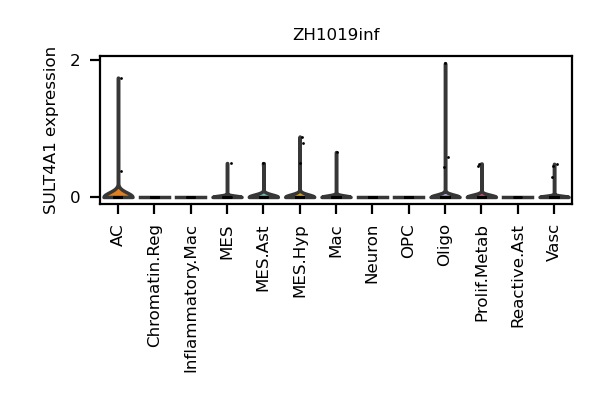 ZH1019inf
SULT4A1 expression
2
0
AC
Chromatin.Reg
Inflammatory.Mac
MES
MES.Ast
MES.Hyp
Mac
Neuron
OPC
Oligo
Prolif.Metab
Reactive.Ast
Vasc